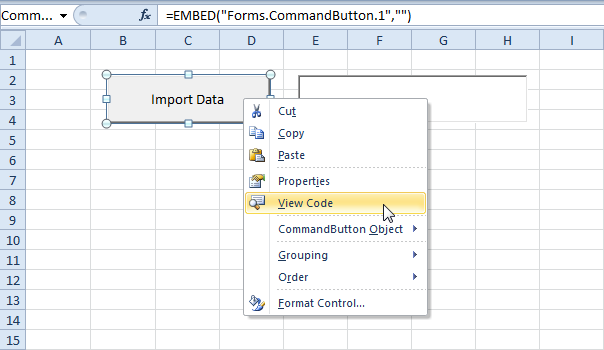 Comm... fx =EMBED("Forms.CommandButton.1","")
A B C D E F G H I
1
2
3 Import Data
4 Cut
5 Copy
6 Paste
7 Properties
8 View Code
9 CommandButton Object
10 Grouping
11 Order
12
13 Format Control...
14
15